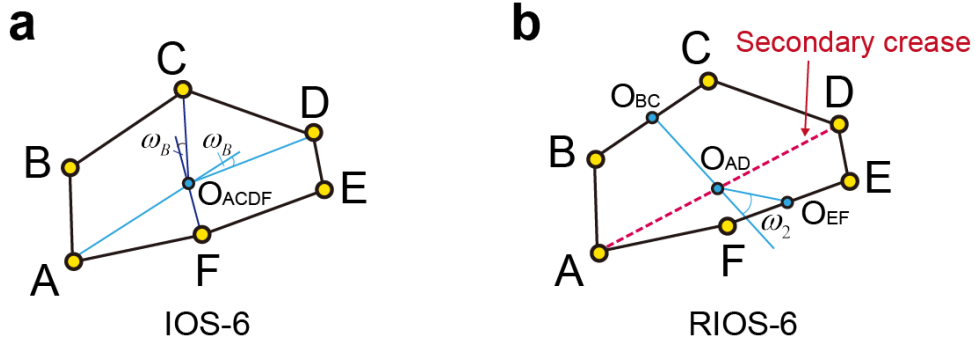 a
C
D
B
ω_B
ω_B
O_ACDF
E
A
F
IOS-6
b
Secondary crease
C
O_BC
D
B
O_AD
E
O_EF
ω_2
A
F
RIOS-6